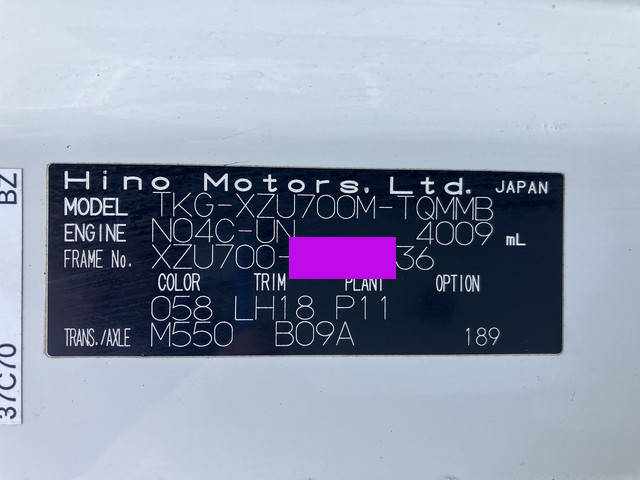 Hino Motors, Ltd. JAPAN
MODEL TKG-XZU700M-TQMMB
ENGINE N04C-UN 4009 mL
FRAME No. XZU700- 36
COLOR TRIM PLANT OPTION
058 LH18 P11
TRANS./AXLE M550 B09A 189
BZ
37C70